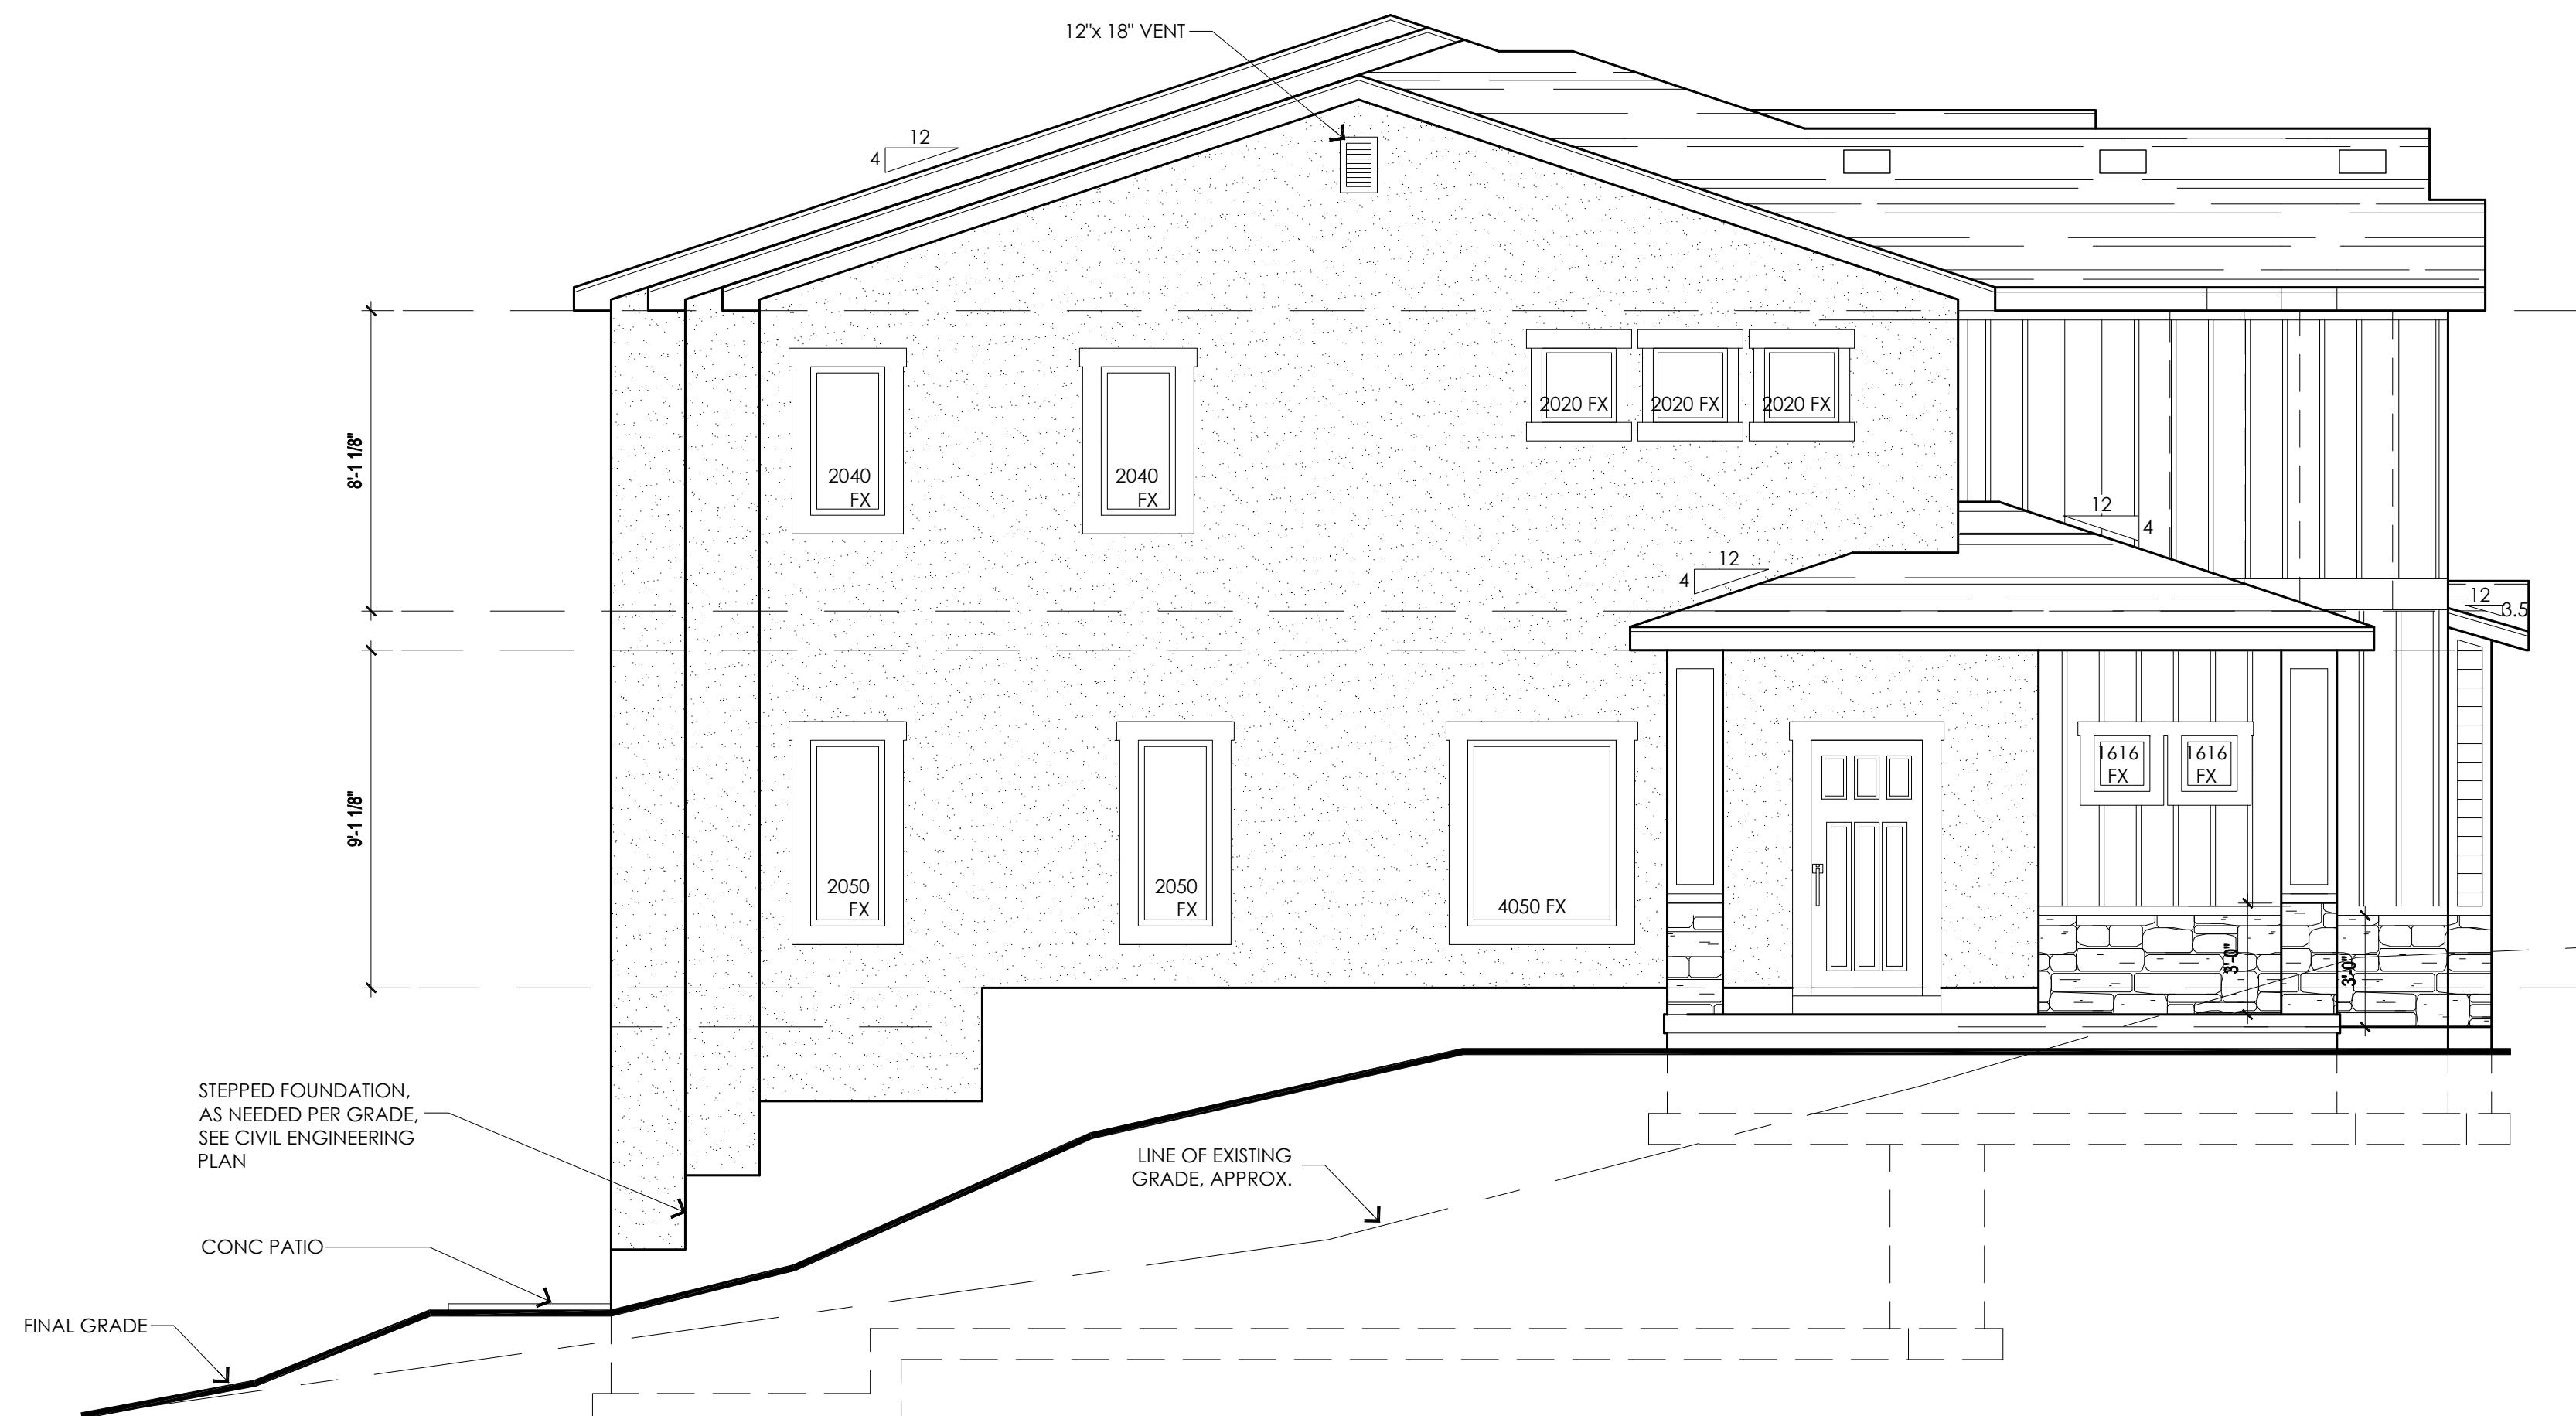 12"x 18" VENT
12
4
8'-1 1/8"
2020 FX
2020 FX
2020 FX
2040
FX
2040
FX
12
4
12
4
12
3.5
9'-1 1/8"
1616
FX
1616
FX
2050
FX
2050
FX
4050 FX
3'-0"
3'-0"
STEPPED FOUNDATION,
AS NEEDED PER GRADE,
SEE CIVIL ENGINEERING
PLAN
LINE OF EXISTING
GRADE, APPROX.
CONC PATIO
FINAL GRADE